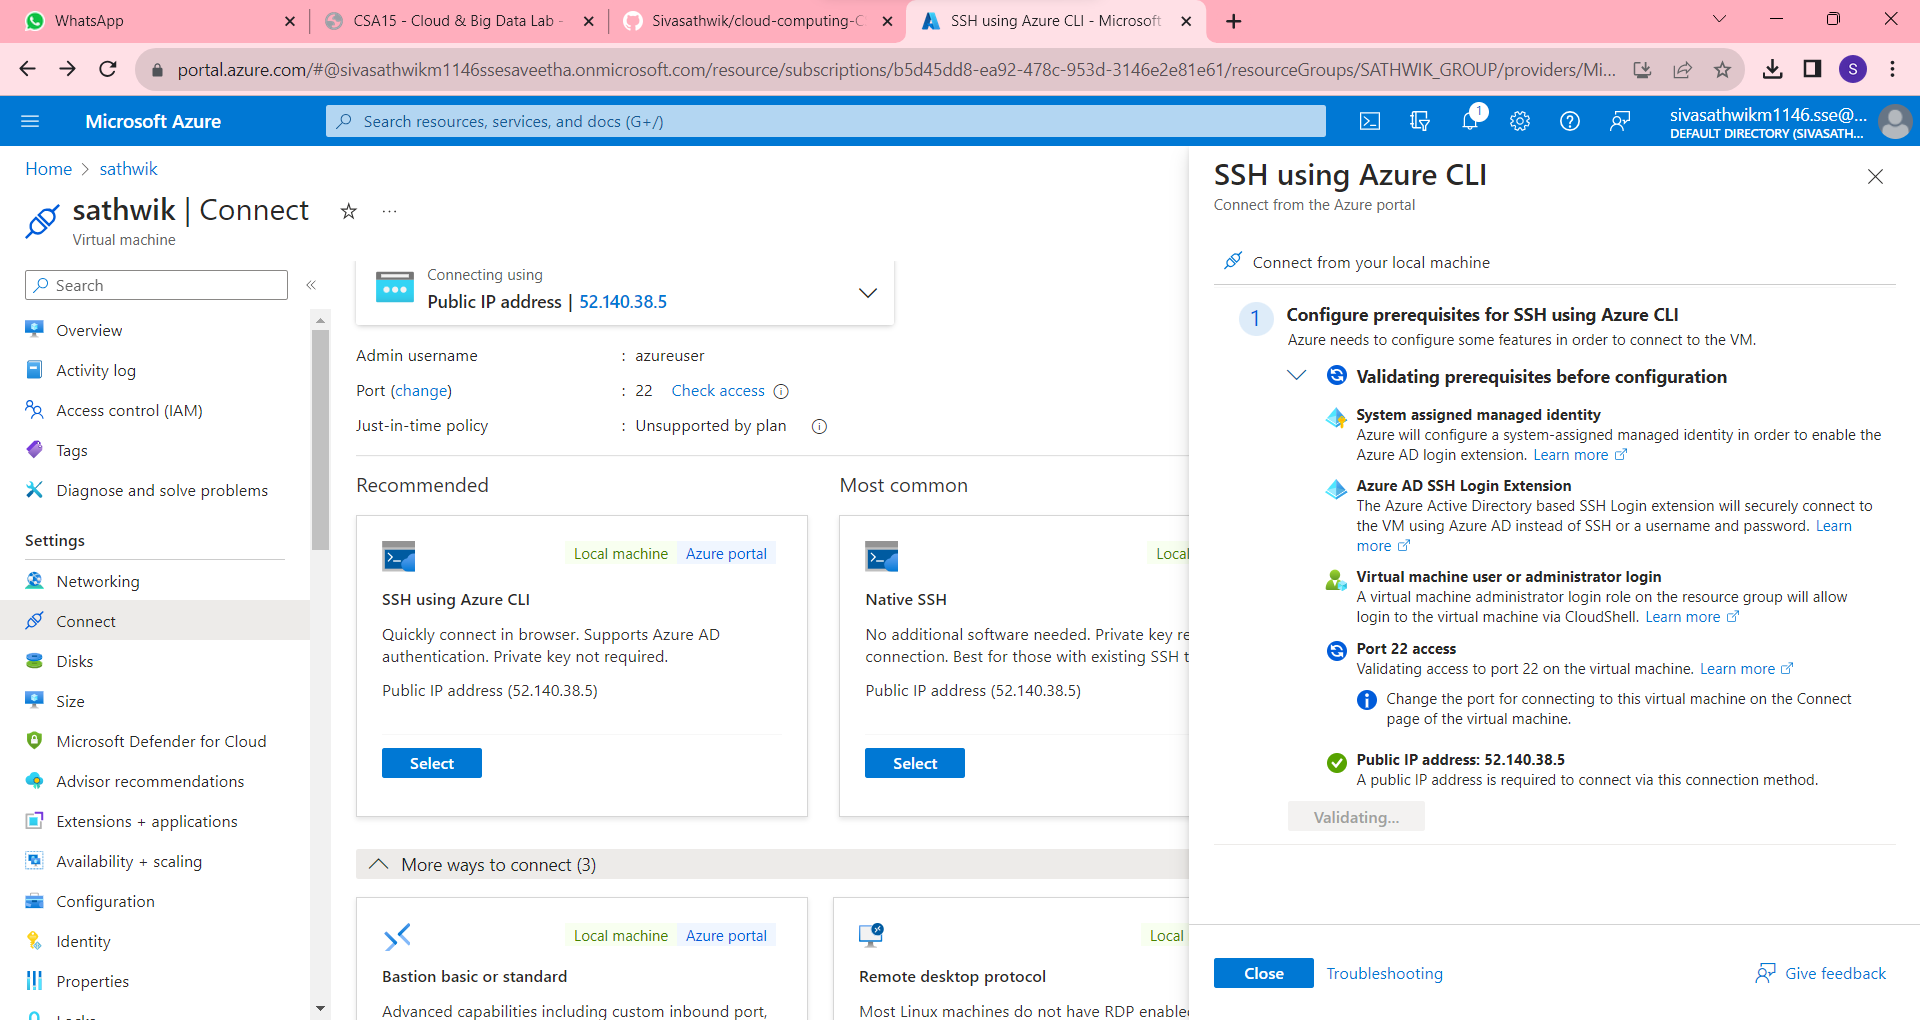 WhatsApp
CSA15 - Cloud & Big Data Lab -
Sivasathwik/cloud-computing-C
SSH using Azure CLI - Microsoft
portal.azure.com/#@sivasathwikm1146ssesaveetha.onmicrosoft.com/resource/subscriptions/b5d45dd8-ea92-478c-953d-3146e2e81e61/resourceGroups/SATHWIK_GROUP/providers/Mi...
S
Microsoft Azure
Search resources, services, and docs (G+/)
1
sivasathwikm1146.sse@...
DEFAULT DIRECTORY (SIVASATH...
Home > sathwik
sathwik | Connect
Virtual machine
Search
Overview
Activity log
Access control (IAM)
Tags
Diagnose and solve problems
Settings
Networking
Connect
Disks
Size
Microsoft Defender for Cloud
Advisor recommendations
Extensions + applications
Availability + scaling
Configuration
Identity
Properties
Locks
Connecting using
Public IP address | 52.140.38.5
Admin username : azureuser
Port (change) : 22 Check access
Just-in-time policy : Unsupported by plan
Recommended
Local machine Azure portal
SSH using Azure CLI
Quickly connect in browser. Supports Azure AD
authentication. Private key not required.
Public IP address (52.140.38.5)
Select
Most common
Local
Native SSH
No additional software needed. Private key re
connection. Best for those with existing SSH t
Public IP address (52.140.38.5)
Select
More ways to connect (3)
Local machine Azure portal
Bastion basic or standard
Advanced capabilities including custom inbound port,
Local
Remote desktop protocol
Most Linux machines do not have RDP enable
SSH using Azure CLI
Connect from the Azure portal
Connect from your local machine
1
Configure prerequisites for SSH using Azure CLI
Azure needs to configure some features in order to connect to the VM.
Validating prerequisites before configuration
System assigned managed identity
Azure will configure a system-assigned managed identity in order to enable the
Azure AD login extension. Learn more
Azure AD SSH Login Extension
The Azure Active Directory based SSH Login extension will securely connect to
the VM using Azure AD instead of SSH or a username and password. Learn
more
Virtual machine user or administrator login
A virtual machine administrator login role on the resource group will allow
login to the virtual machine via CloudShell. Learn more
Port 22 access
Validating access to port 22 on the virtual machine. Learn more
Change the port for connecting to this virtual machine on the Connect
page of the virtual machine.
Public IP address: 52.140.38.5
A public IP address is required to connect via this connection method.
Validating...
Close
Troubleshooting
Give feedback